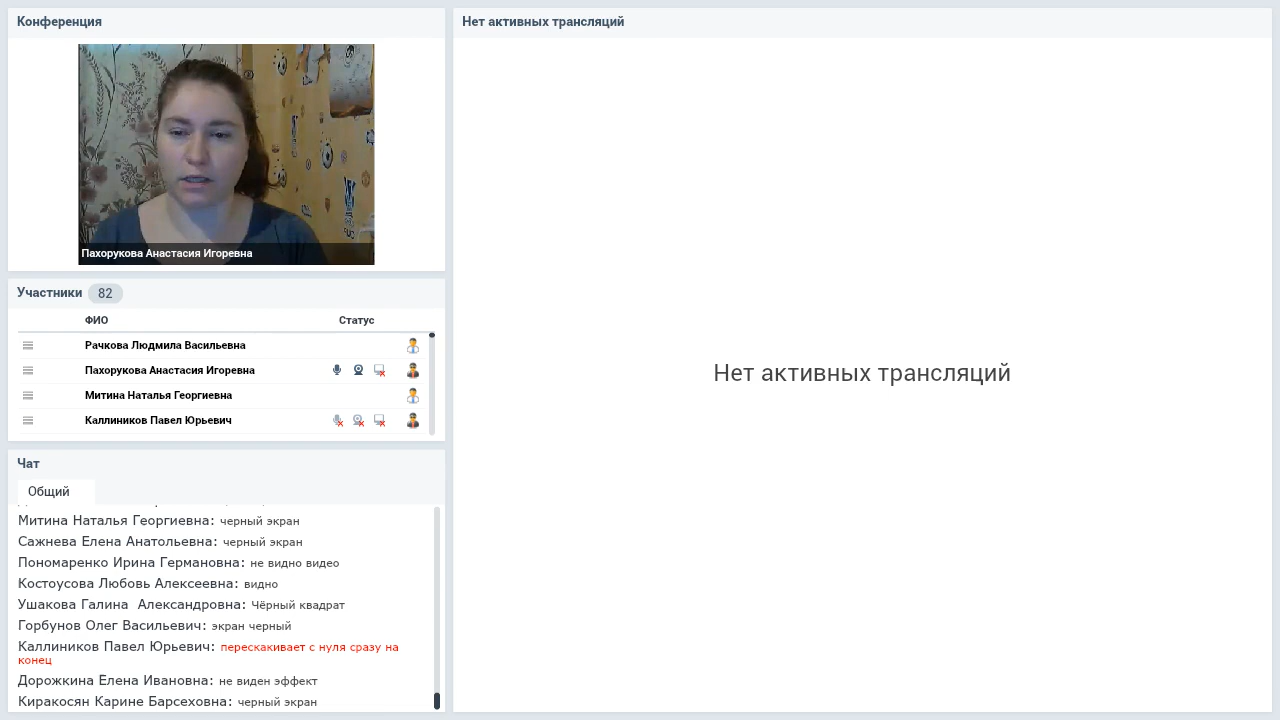 Конференция
Нет активных трансляций
Пахорукова Анастасия Игоревна
Участники 82
ФИО Статус
Рачкова Людмила Васильевна
Пахорукова Анастасия Игоревна
Митина Наталья Георгиевна
Каллиников Павел Юрьевич
Нет активных трансляций
Чат
Общий
Митина Наталья Георгиевна: черный экран
Сажнева Елена Анатольевна: черный экран
Пономаренко Ирина Германовна: не видно видео
Костоусова Любовь Алексеевна: видно
Ушакова Галина  Александровна: Чёрный квадрат
Горбунов Олег Васильевич: экран черный
Каллиников Павел Юрьевич: перескакивает с нуля сразу на
конец
Дорожкина Елена Ивановна: не виден эффект
Киракосян Карине Барсеховна: черный экран